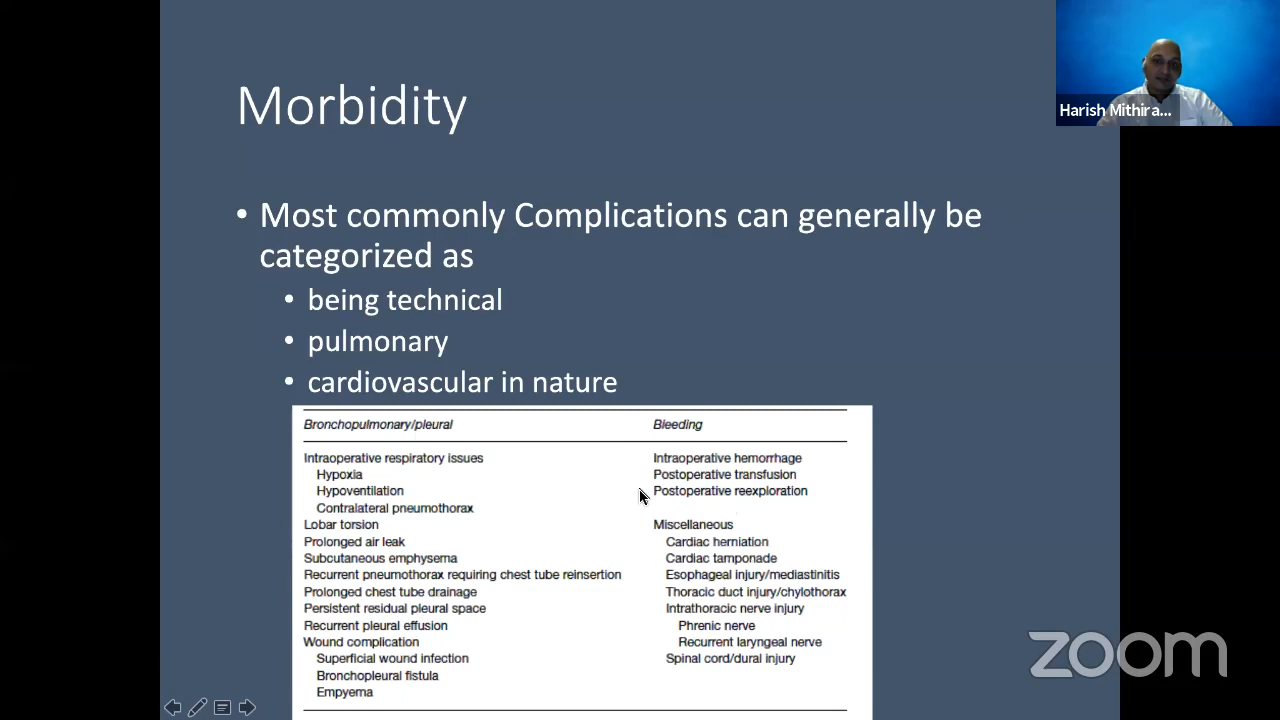 Morbidity
Harish Mithira...
• Most commonly Complications can generally be
categorized as
• being technical
• pulmonary
• cardiovascular in nature
Bronchopulmonary/pleural
Intraoperative respiratory issues
Hypoxia
Hypoventilation
Contralateral pneumothorax
Lobar torsion
Prolonged air leak
Subcutaneous emphysema
Recurrent pneumothorax requiring chest tube reinsertion
Prolonged chest tube drainage
Persistent residual pleural space
Recurrent pleural effusion
Wound complication
Superficial wound infection
Bronchopleural fistula
Empyema
Bleeding
Intraoperative hemorrhage
Postoperative transfusion
Postoperative reexploration
Miscellaneous
Cardiac herniation
Cardiac tamponade
Esophageal injury/mediastinitis
Thoracic duct injury/chylothorax
Intrathoracic nerve injury
Phrenic nerve
Recurrent laryngeal nerve
Spinal cord/dural injury
zoom